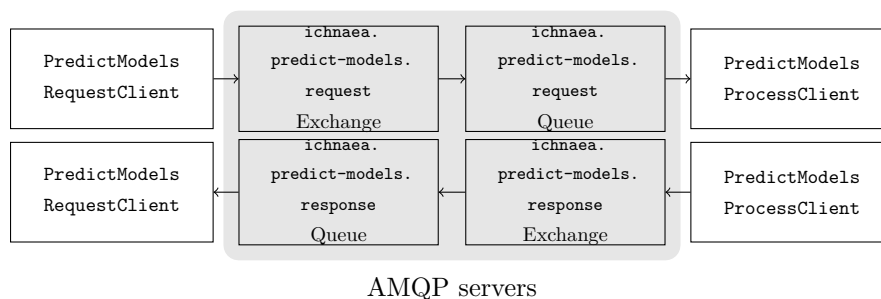 PredictModels
RequestClient
ichnaea.
predict-models.
request
Exchange
ichnaea.
predict-models.
request
Queue
PredictModels
ProcessClient
PredictModels
RequestClient
ichnaea.
predict-models.
response
Queue
ichnaea.
predict-models.
response
Exchange
PredictModels
ProcessClient
AMQP servers